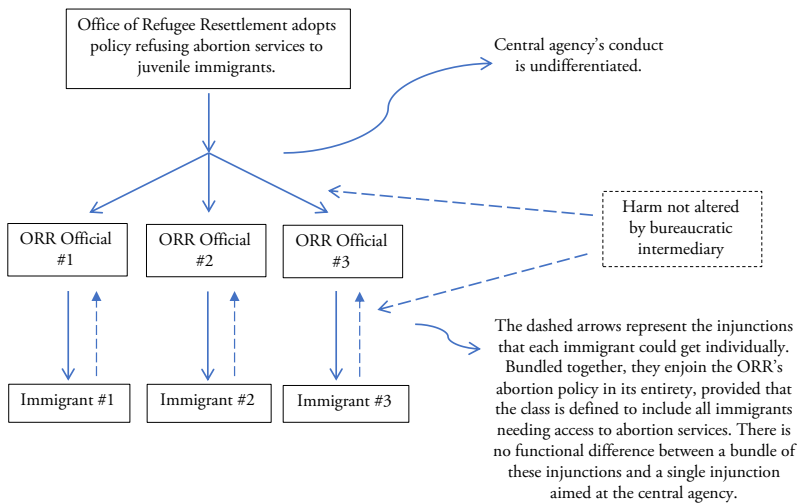 Office of Refugee Resettlement adopts
policy refusing abortion services to
juvenile immigrants.
Central agency’s conduct
is undifferentiated.
Harm not altered
by bureaucratic
intermediary
ORR Official
#1
ORR Official
#2
ORR Official
#3
The dashed arrows represent the injunctions
that each immigrant could get individually.
Bundled together, they enjoin the ORR’s
abortion policy in its entirety, provided that
the class is defined to include all immigrants
needing access to abortion services. There is
no functional difference between a bundle of
these injunctions and a single injunction
aimed at the central agency.
Immigrant #1
Immigrant #2
Immigrant #3